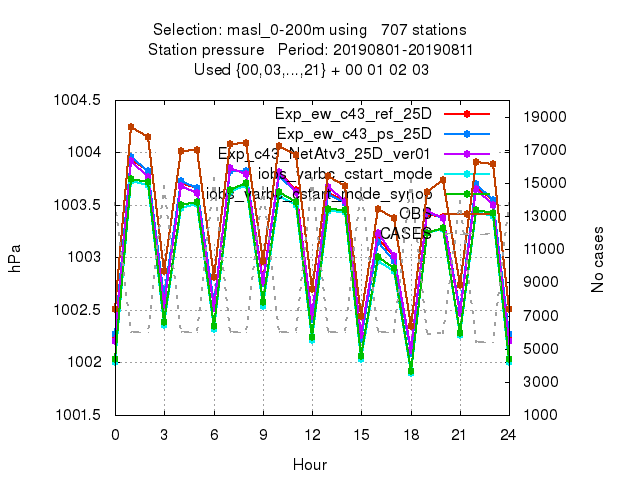 Selection: masl_0-200m using   707 stations
Station pressure   Period: 20190801-20190811
Used {00,03,...,21} + 00 01 02 03
1004.5
1004
1003.5
1003
1002.5
1002
1001.5
hPa
Exp_ew_c43_ref_25D
Exp_ew_c43_ps_25D
Exp_c43_NetAtv3_25D_ver01
iobs_varbc_cstart_mode
iobs_varbc_cstart_mode_synop
OBS
CASES
19000
17000
15000
13000
11000
9000
7000
5000
3000
1000
No cases
0 3 6 9 12 15 18 21 24
Hour